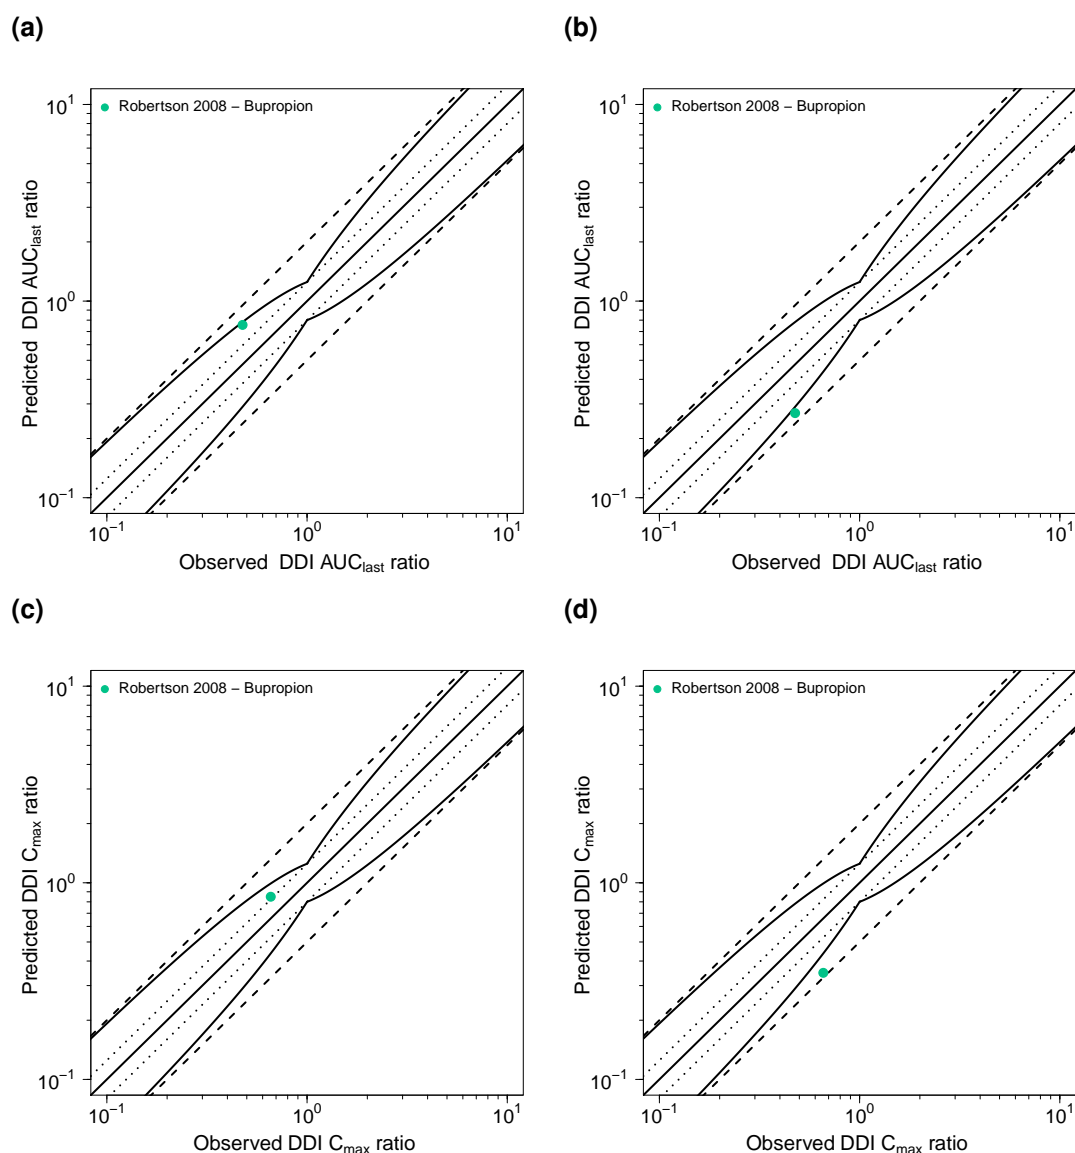 (a)
Robertson 2008 − Bupropion
Predicted DDI AUClast ratio
10¹
10⁰
10⁻¹
10⁻¹ 10⁰ 10¹
Observed DDI AUClast ratio
(b)
Robertson 2008 − Bupropion
Predicted DDI AUClast ratio
10¹
10⁰
10⁻¹
10⁻¹ 10⁰ 10¹
Observed DDI AUClast ratio
(c)
Robertson 2008 − Bupropion
Predicted DDI Cmax ratio
10¹
10⁰
10⁻¹
10⁻¹ 10⁰ 10¹
Observed DDI Cmax ratio
(d)
Robertson 2008 − Bupropion
Predicted DDI Cmax ratio
10¹
10⁰
10⁻¹
10⁻¹ 10⁰ 10¹
Observed DDI Cmax ratio